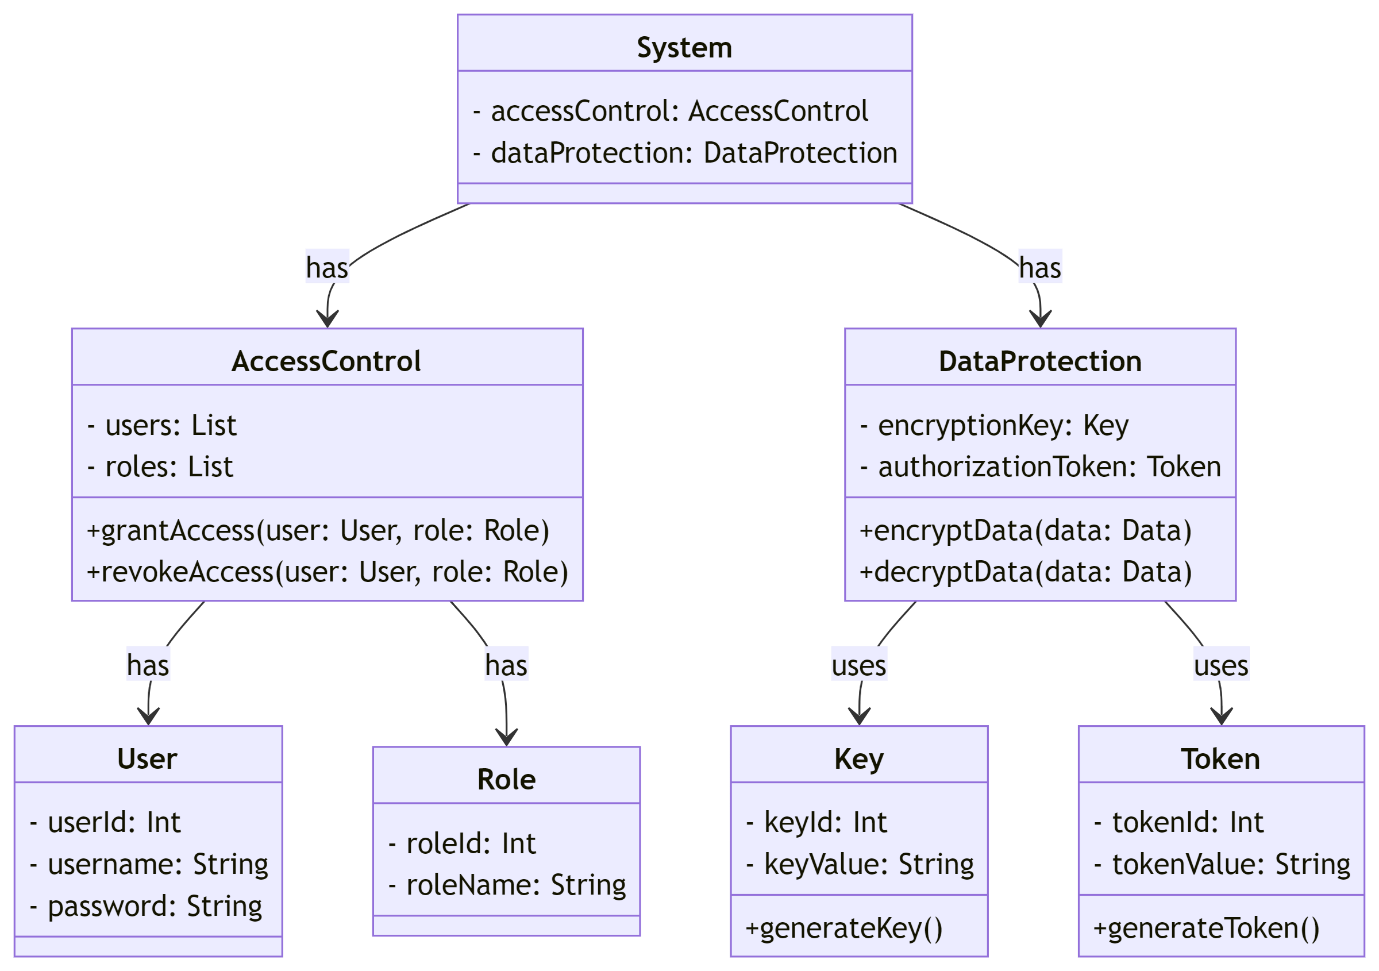 System
- accessControl: AccessControl
- dataProtection: DataProtection
has
has
AccessControl
- users: List
- roles: List
+grantAccess(user: User, role: Role)
+revokeAccess(user: User, role: Role)
DataProtection
- encryptionKey: Key
- authorizationToken: Token
+encryptData(data: Data)
+decryptData(data: Data)
has
has
uses
uses
User
- userId: Int
- username: String
- password: String
Role
- roleId: Int
- roleName: String
Key
- keyId: Int
- keyValue: String
+generateKey()
Token
- tokenId: Int
- tokenValue: String
+generateToken()